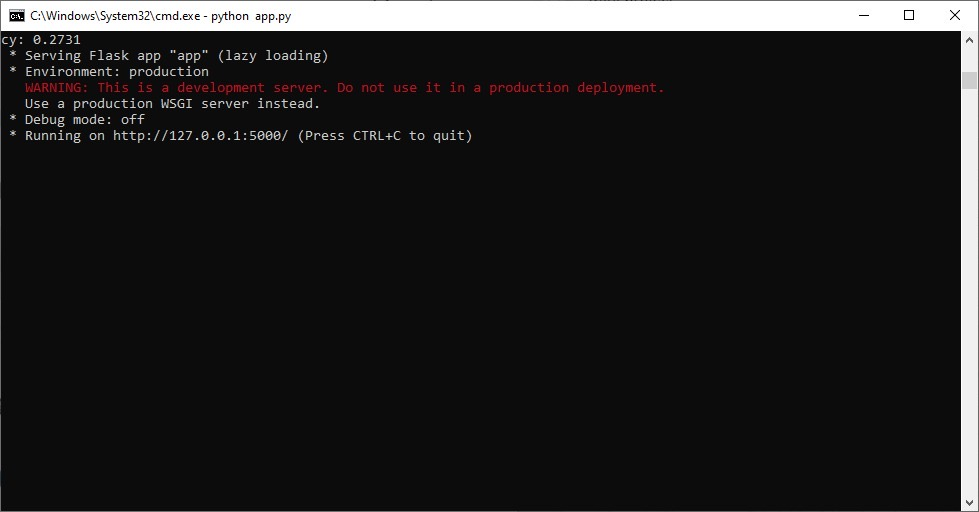 C:\Windows\System32\cmd.exe - python  app.py
cy: 0.2731
 * Serving Flask app "app" (lazy loading)
 * Environment: production
   WARNING: This is a development server. Do not use it in a production deployment.
   Use a production WSGI server instead.
 * Debug mode: off
 * Running on http://127.0.0.1:5000/ (Press CTRL+C to quit)